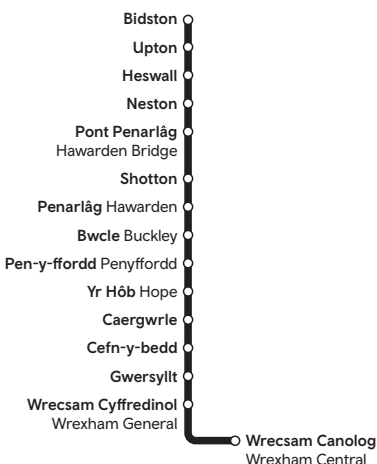 Bidston
Upton
Heswall
Neston
Pont Penarlâg
Hawarden Bridge
Shotton
Penarlâg Hawarden
Bwcle Buckley
Pen-y-ffordd Penyffordd
Yr Hôb Hope
Caergwrle
Cefn-y-bedd
Gwersyllt
Wrecsam Cyffredinol
Wrexham General
Wrecsam Canolog
Wrexham Central